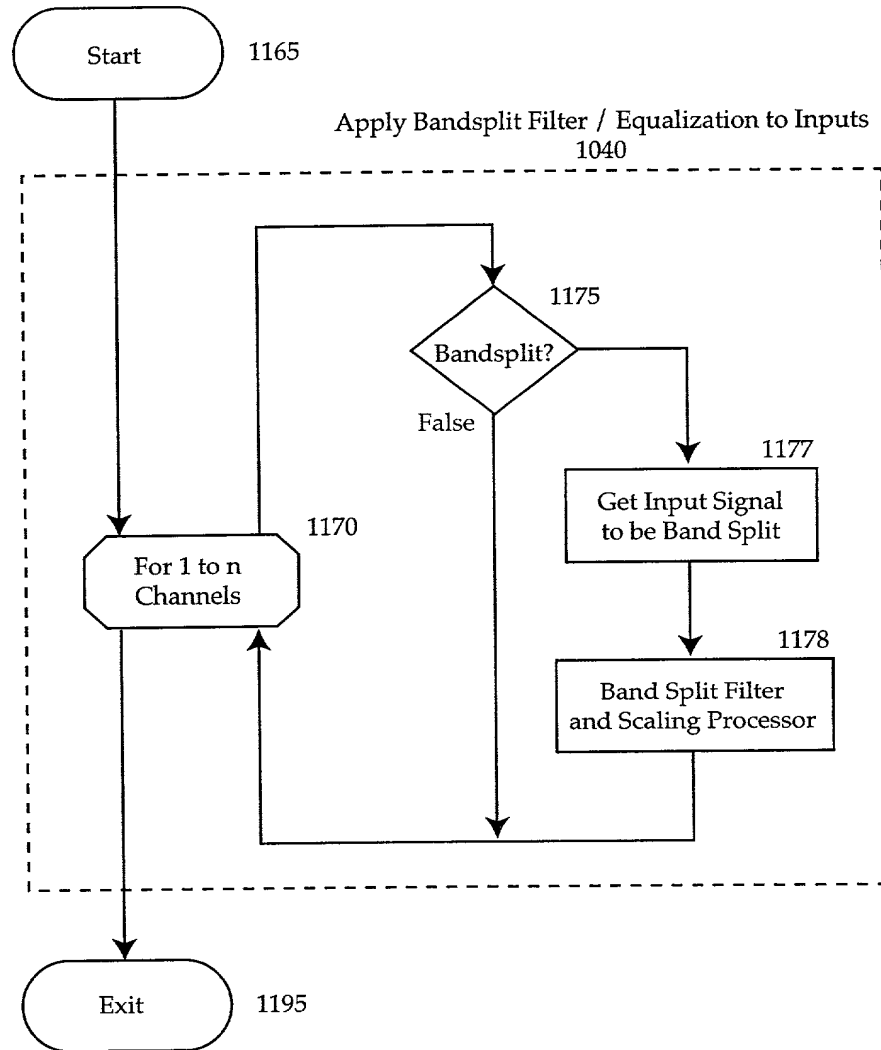 Start
1165
Apply Bandsplit Filter / Equalization to Inputs
1040
1175
Bandsplit?
False
1177
Get Input Signal
to be Band Split
1170
For 1 to n
Channels
1178
Band Split Filter
and Scaling Processor
Exit
1195